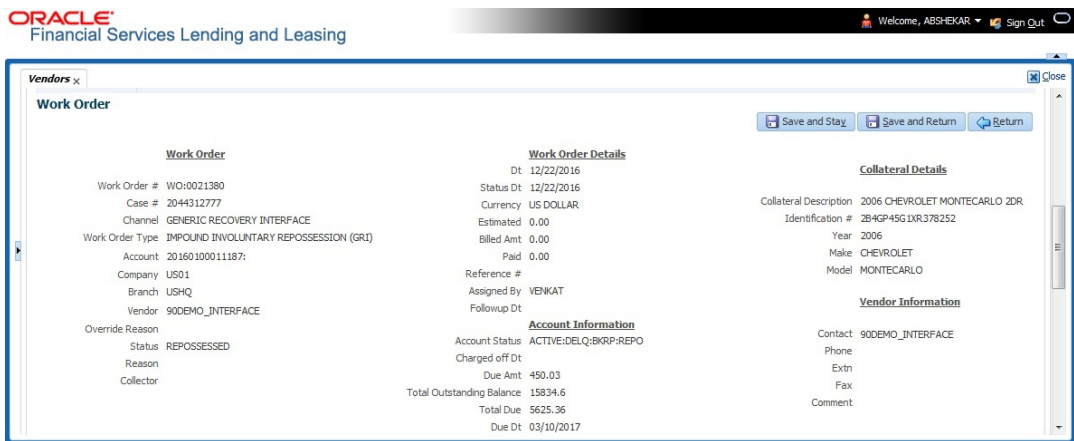 ORACLE
Financial Services Lending and Leasing
Welcome, ABSHEKAR
Sign Out
Vendors
Close
Work Order
Save and Stay
Save and Return
Return
Work Order
Work Order # WO:0021380
Case # 2044312777
Channel GENERIC RECOVERY INTERFACE
Work Order Type IMPOUND INVOLUNTARY REPOSSESSION (GRI)
Account 20160100011187:
Company US01
Branch USHQ
Vendor 90DEMO_INTERFACE
Override Reason
Status REPOSSESSED
Reason
Collector
Work Order Details
Dt 12/22/2016
Status Dt 12/22/2016
Currency US DOLLAR
Estimated 0.00
Billed Amt 0.00
Paid 0.00
Reference #
Assigned By VENKAT
Followup Dt
Account Information
Account Status ACTIVE:DELQ:BKRP:REPO
Charged off Dt
Due Amt 450.03
Total Outstanding Balance 15834.6
Total Due 5625.36
Due Dt 03/10/2017
Collateral Details
Collateral Description 2006 CHEVROLET MONTECARLO 2DR
Identification # 2B4GP45G1XR378252
Year 2006
Make CHEVROLET
Model MONTECARLO
Vendor Information
Contact 90DEMO_INTERFACE
Phone
Extn
Fax
Comment